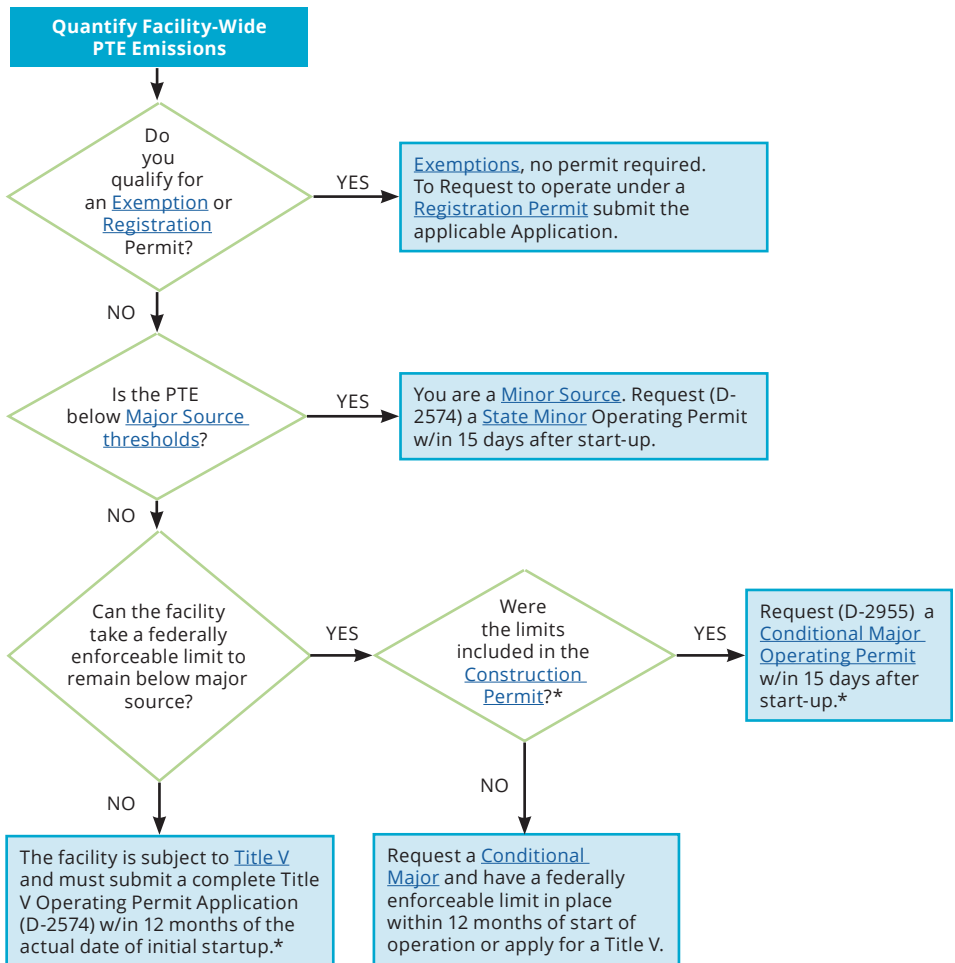 Quantify Facility-Wide
PTE Emissions
Do
you
qualify for
an Exemption or
Registration
Permit?
YES
Exemptions, no permit required.
To Request to operate under a
Registration Permit submit the
applicable Application.
NO
Is the PTE
below Major Source
thresholds?
YES
You are a Minor Source. Request (D-
2574) a State Minor Operating Permit
w/in 15 days after start-up.
NO
Can the facility
take a federally
enforceable limit to
remain below major
source?
YES
Were
the limits
included in the
Construction
Permit?*
YES
Request (D-2955) a
Conditional Major
Operating Permit
w/in 15 days after
start-up.*
NO
The facility is subject to Title V
and must submit a complete Title
V Operating Permit Application
(D-2574) w/in 12 months of the
actual date of initial startup.*
NO
Request a Conditional
Major and have a federally
enforceable limit in place
within 12 months of start of
operation or apply for a Title V.